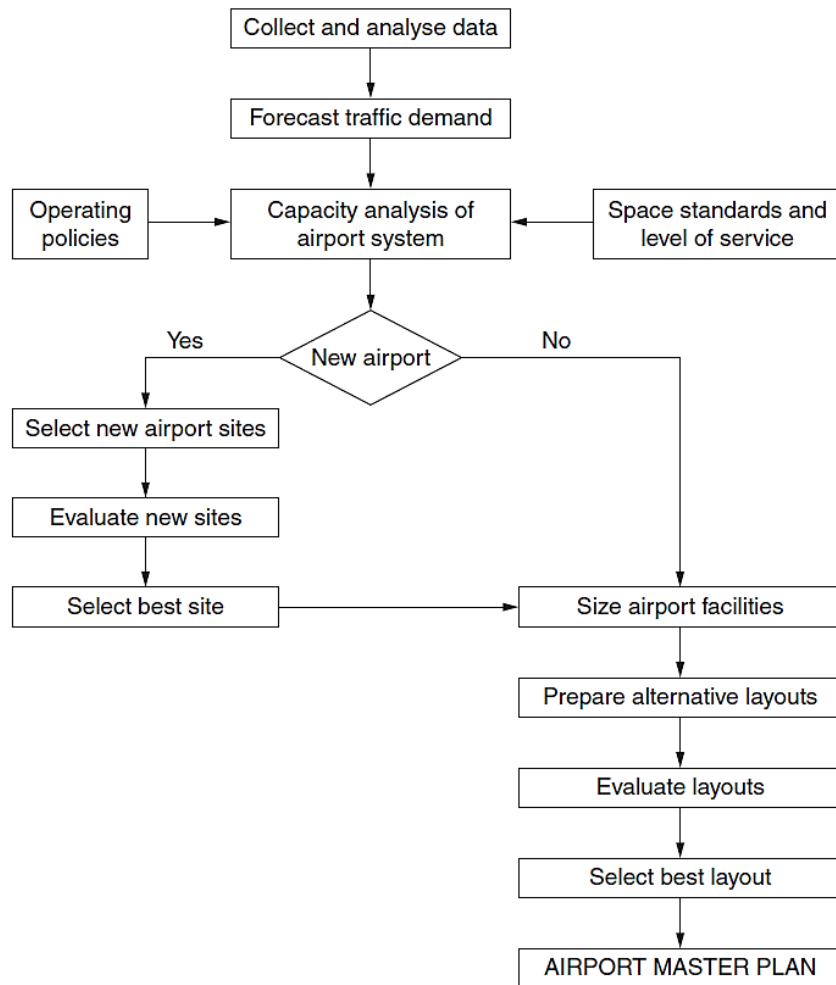 Collect and analyse data
Forecast traffic demand
Operating
policies
Capacity analysis of
airport system
Space standards and
level of service
Yes
New airport
No
Select new airport sites
Evaluate new sites
Select best site
Size airport facilities
Prepare alternative layouts
Evaluate layouts
Select best layout
AIRPORT MASTER PLAN